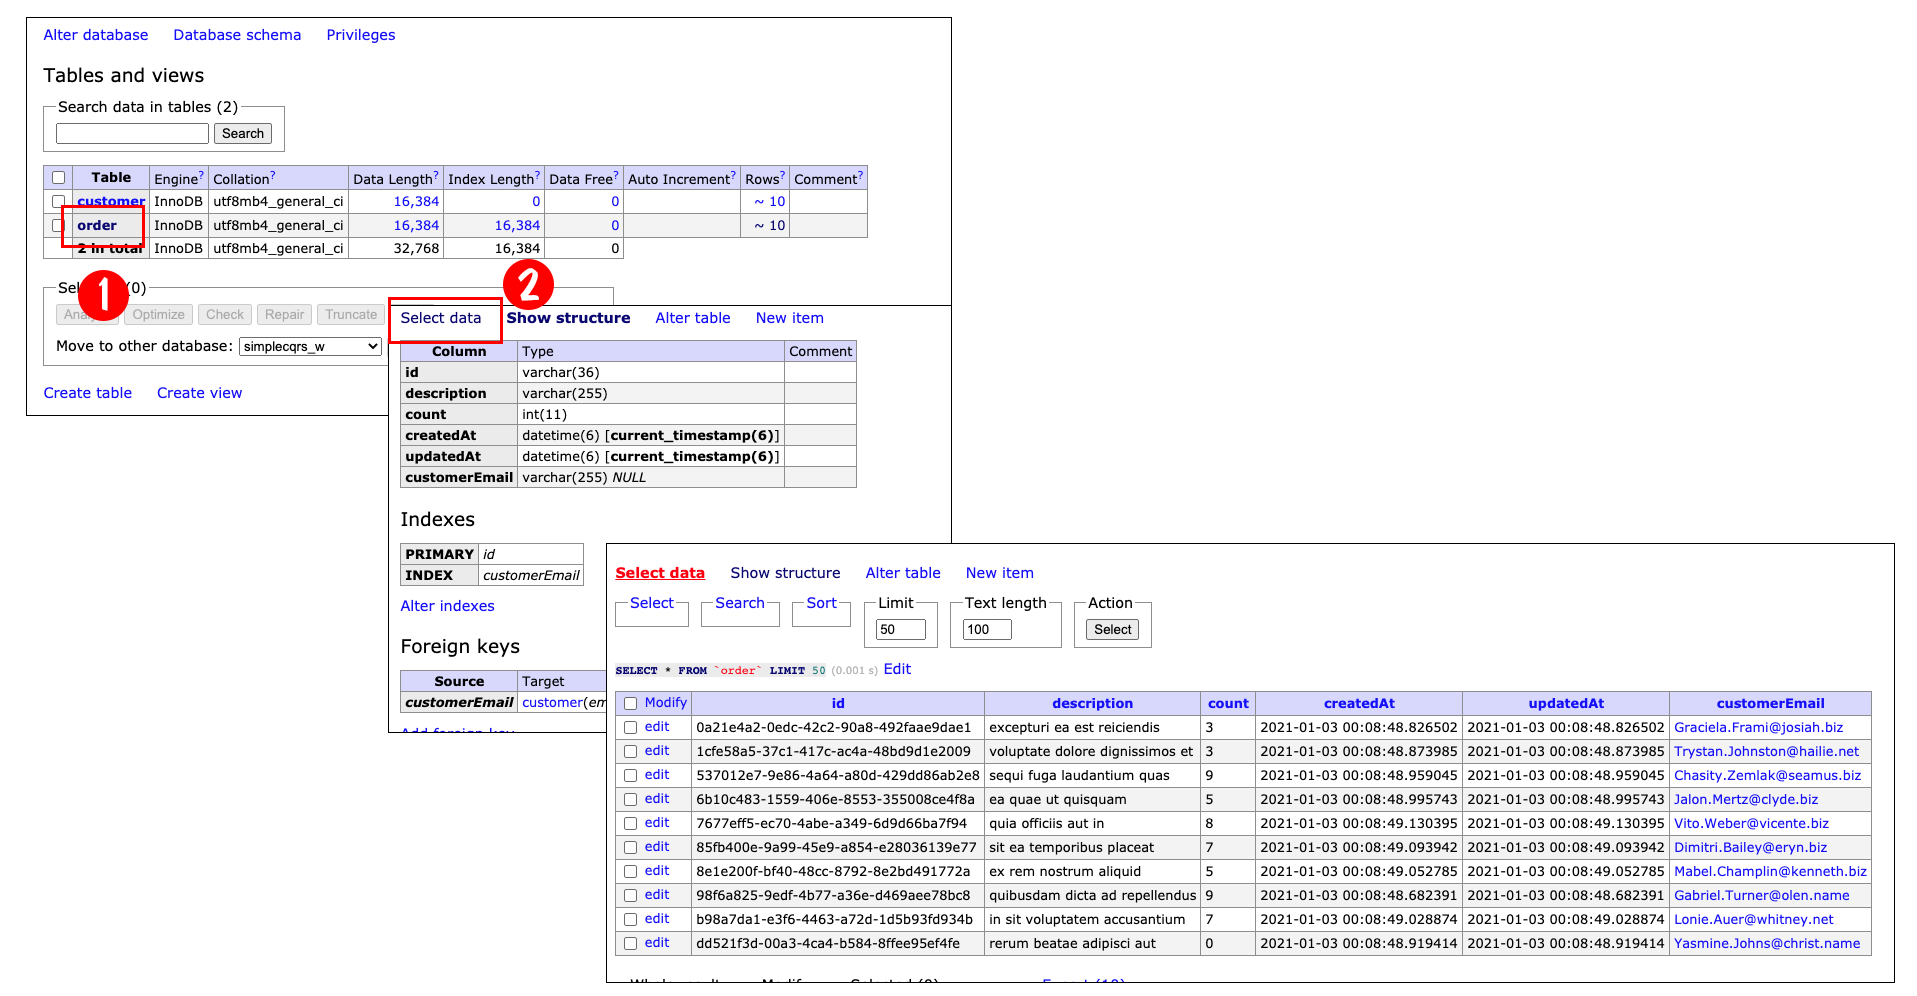 Alter database Database schema Privileges
Tables and views
Search data in tables (2)
Search
Table Engine? Collation? Data Length? Index Length? Data Free? Auto Increment? Rows? Comment?
customer InnoDB utf8mb4_general_ci 16,384 0 0 ~ 10
order InnoDB utf8mb4_general_ci 16,384 16,384 0 ~ 10
2 in total InnoDB utf8mb4_general_ci 32,768 16,384 0
1
2
(0)
Optimize Check Repair Truncate
Move to other database: simplecqrs_w
Create table Create view
Select data Show structure Alter table New item
Column Type Comment
id varchar(36)
description varchar(255)
count int(11)
createdAt datetime(6) [current_timestamp(6)]
updatedAt datetime(6) [current_timestamp(6)]
customerEmail varchar(255) NULL
Indexes
PRIMARY id
INDEX customerEmail
Alter indexes
Foreign keys
Source Target
customerEmail customer(em
Add foreign key
Select data Show structure Alter table New item
Select Search Sort Limit Text length Action
50 100 Select
SELECT * FROM `order` LIMIT 50 (0.001 s) Edit
Modify id description count createdAt updatedAt customerEmail
edit 0a21e4a2-0edc-42c2-90a8-492faae9dae1 excepturi ea est reiciendis 3 2021-01-03 00:08:48.826502 2021-01-03 00:08:48.826502 Graciela.Frami@josiah.biz
edit 1cfe58a5-37c1-417c-ac4a-48bd9d1e2009 voluptate dolore dignissimos et 3 2021-01-03 00:08:48.873985 2021-01-03 00:08:48.873985 Trystan.Johnston@hailie.net
edit 537012e7-9e86-4a64-a80d-429dd86ab2e8 sequi fuga laudantium quas 9 2021-01-03 00:08:48.959045 2021-01-03 00:08:48.959045 Chasity.Zemlak@seamus.biz
edit 6b10c483-1559-406e-8553-355008ce4f8a ea quae ut quisquam 5 2021-01-03 00:08:48.995743 2021-01-03 00:08:48.995743 Jalon.Mertz@clyde.biz
edit 7677eff5-ec70-4abe-a349-6d9d66ba7f94 quia officiis aut in 8 2021-01-03 00:08:49.130395 2021-01-03 00:08:49.130395 Vito.Weber@vicente.biz
edit 85fb400e-9a99-45e9-a854-e28036139e77 sit ea temporibus placeat 7 2021-01-03 00:08:49.093942 2021-01-03 00:08:49.093942 Dimitri.Bailey@eryn.biz
edit 8e1e200f-bf40-48cc-8792-8e2bd491772a ex rem nostrum aliquid 5 2021-01-03 00:08:49.052785 2021-01-03 00:08:49.052785 Mabel.Champlin@kenneth.biz
edit 98f6a825-9edf-4b77-a36e-d469aee78bc8 quibusdam dicta ad repellendus 9 2021-01-03 00:08:48.682391 2021-01-03 00:08:48.682391 Gabriel.Turner@olen.name
edit b98a7da1-e3f6-4463-a72d-1d5b93fd934b in sit voluptatem accusantium 7 2021-01-03 00:08:49.028874 2021-01-03 00:08:49.028874 Lonie.Auer@whitney.net
edit dd521f3d-00a3-4ca4-b584-8ffee95ef4fe rerum beatae adipisci aut 0 2021-01-03 00:08:48.919414 2021-01-03 00:08:48.919414 Yasmine.Johns@christ.name